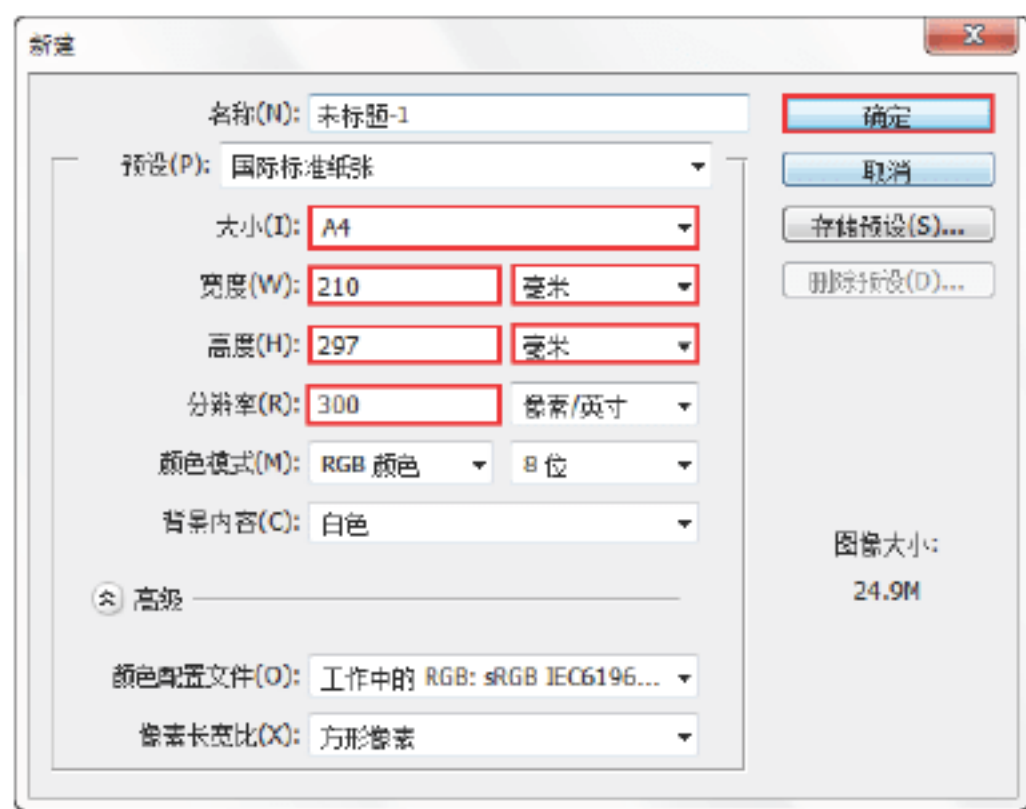 新建
名称(N): 未标题-1
确定
预设(P): 国际标准纸张
取消
大小(I): A4
存储预设(S)...
宽度(W): 210 毫米
删除预设(D)...
高度(H): 297 毫米
分辨率(R): 300 像素/英寸
颜色模式(M): RGB 颜色 8 位
背景内容(C): 白色
图像大小:
24.9M
高级
颜色配置文件(O): 工作中的 RGB: sRGB IEC6196...
像素长宽比(X): 方形像素